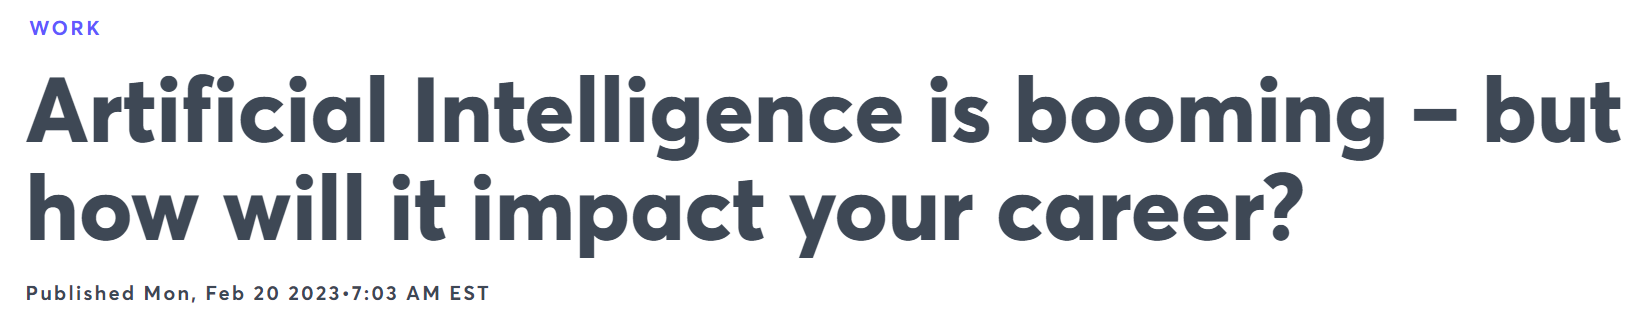 WORK
Artificial Intelligence is booming – but
how will it impact your career?
Published Mon, Feb 20 2023•7:03 AM EST